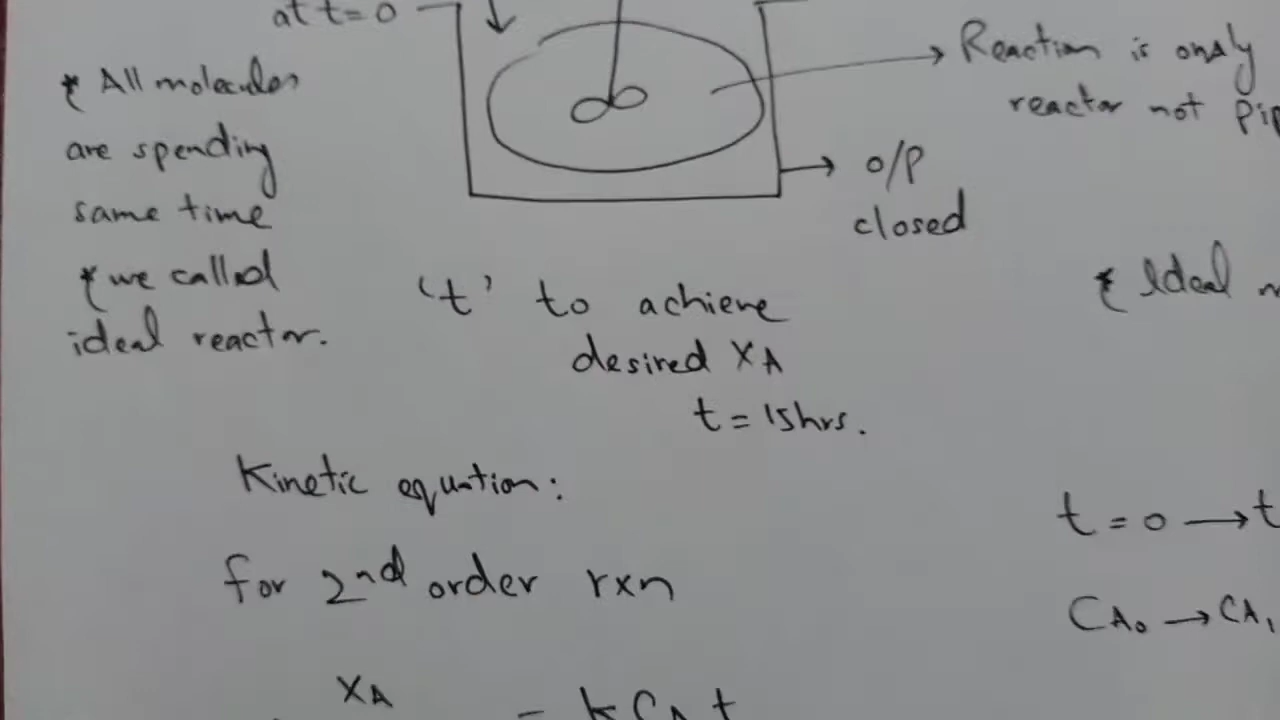 at t = 0
* All molecules
are spending
same time
* we called
ideal reactor.
Reaction is only
reactor not
O/P
closed
't' to achieve
desired XA
t = 15hrs.
* Ideal
Kinetic equation:
for 2nd order rxn
t = 0 → t
CA0 → CA1
XA
= k CA t